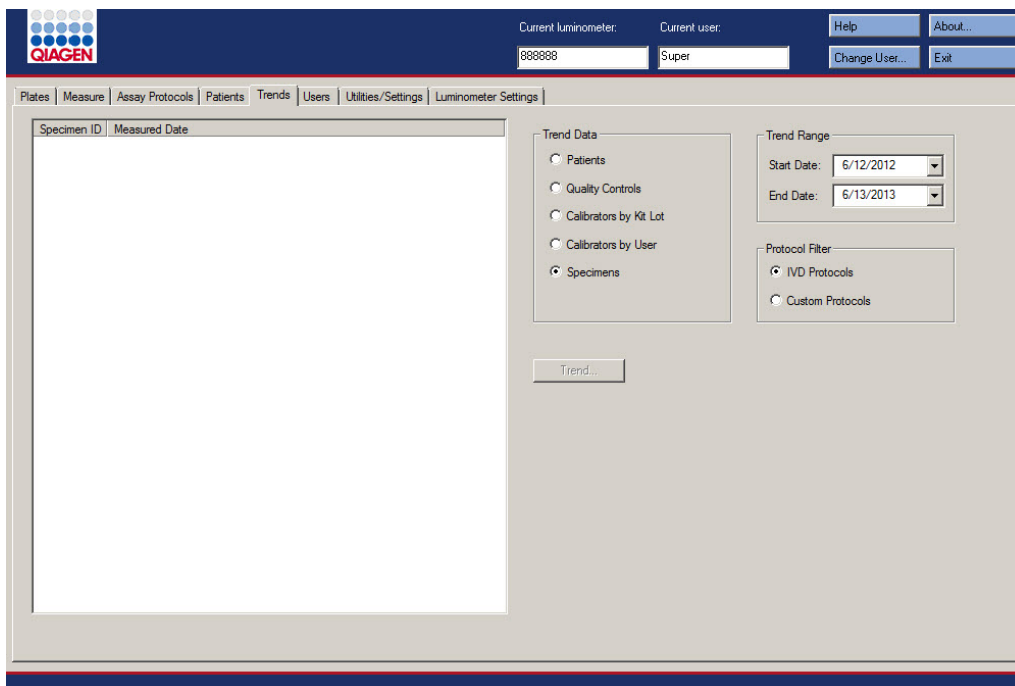 QIAGEN
Current luminometer: Current user: Help About...
888888 Super Change User... Exit
Plates Measure Assay Protocols Patients Trends Users Utilities/Settings Luminometer Settings
Specimen ID Measured Date
Trend Data
Patients
Quality Controls
Calibrators by Kit Lot
Calibrators by User
Specimens
Trend Range
Start Date: 6/12/2012
End Date: 6/13/2013
Protocol Filter
IVD Protocols
Custom Protocols
Trend...